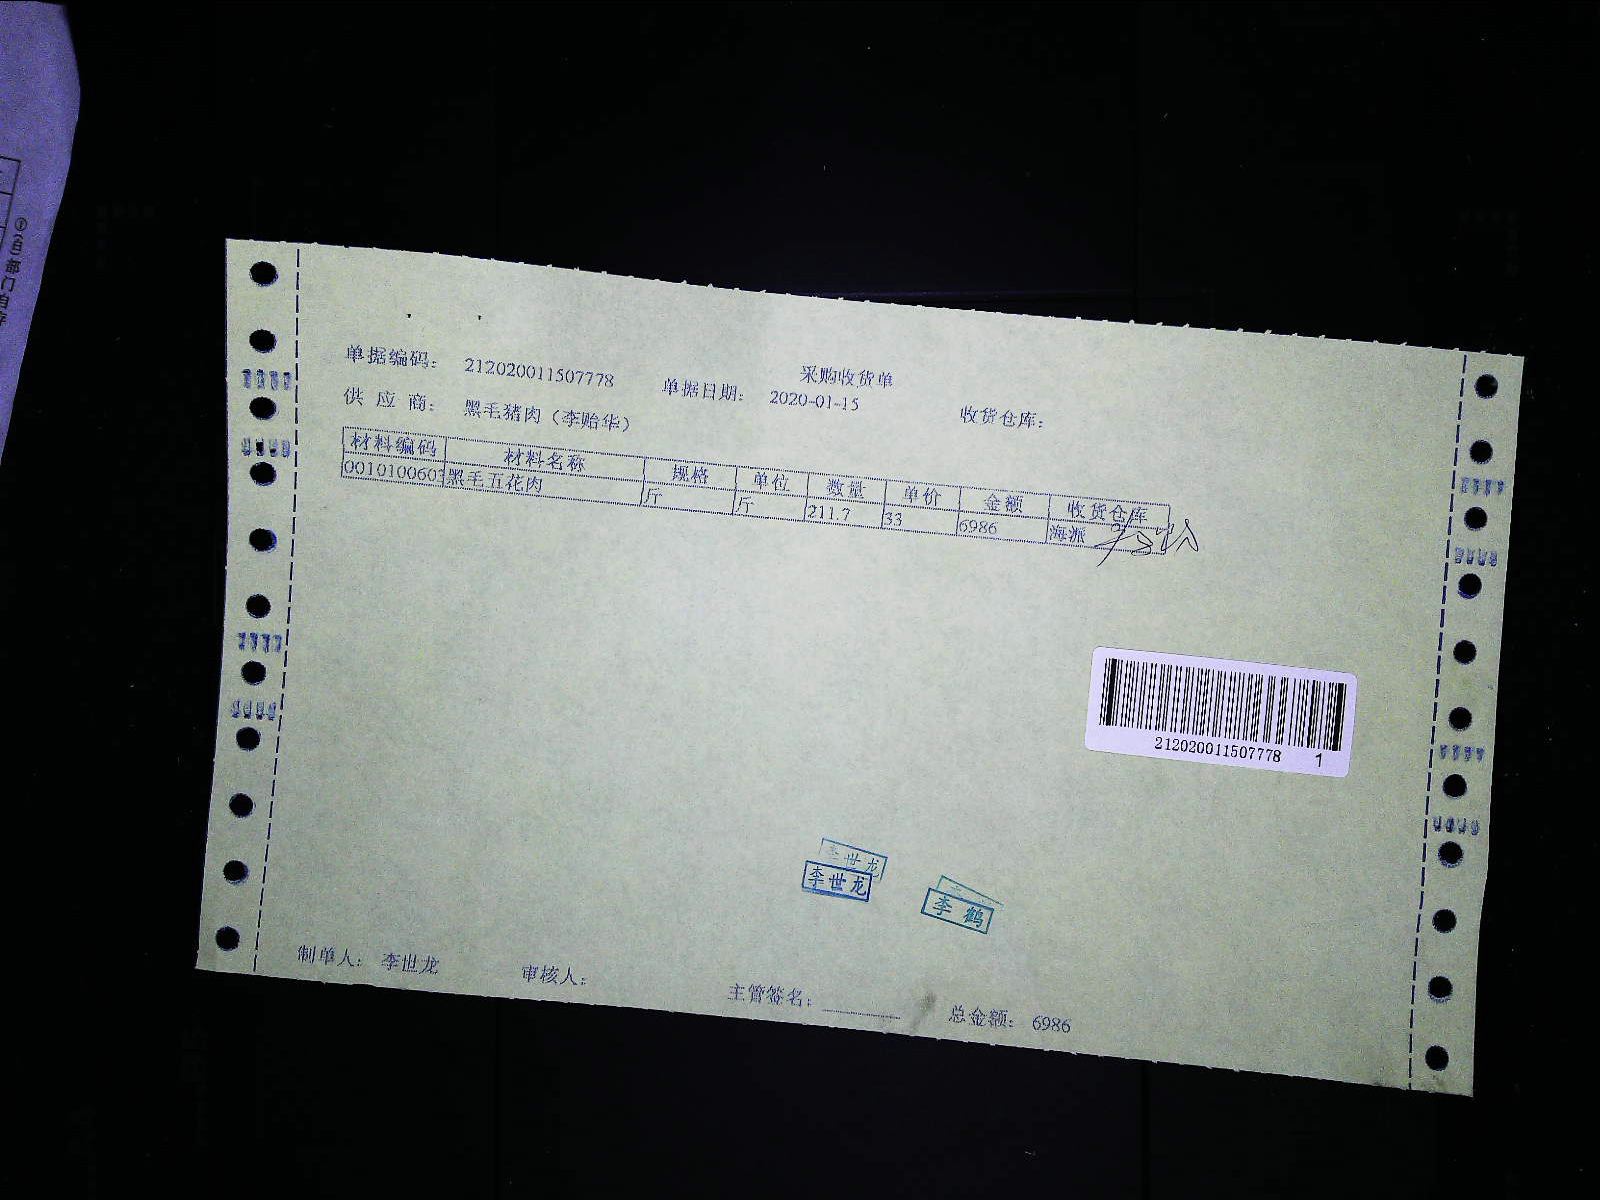 采购收货单
单据编码： 212020011507778 单据日期： 2020-01-15 收货仓库：
供 应 商： 黑毛猪肉（李贻华）
材料编码 材料名称 规格 单位 数量 单价 金额 收货仓库
0010100603 黑毛五花肉 斤 斤 211.7 33 6986 海派
212020011507778 1
李世龙
李世龙
李 鹤
制单人： 李世龙 审核人： 主管签名： 总金额： 6986